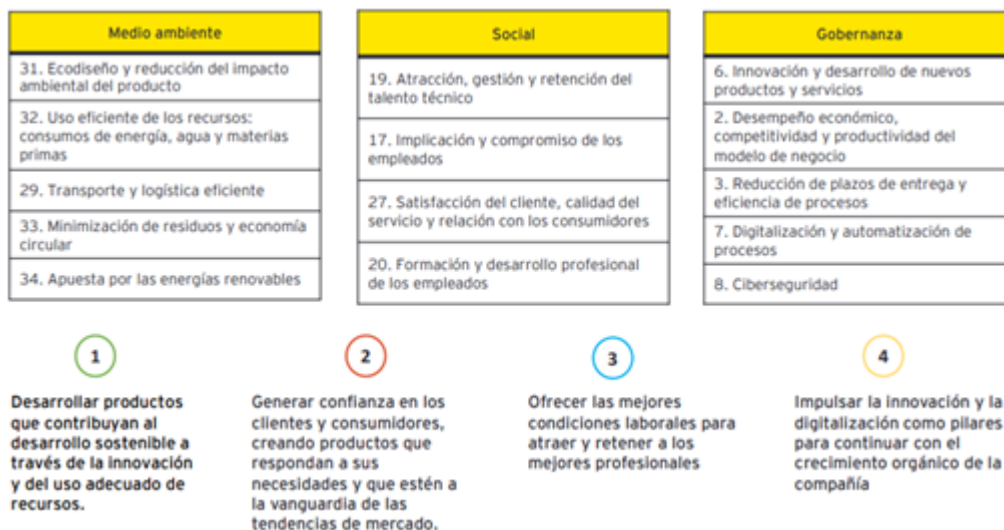 Medio ambiente
31. Ecodiseño y reducción del impacto
ambiental del producto
32. Uso eficiente de los recursos:
consumos de energía, agua y materias
primas
29. Transporte y logística eficiente
33. Minimización de residuos y economía
circular
34. Apuesta por las energías renovables
Social
19. Atracción, gestión y retención del
talento técnico
17. Implicación y compromiso de los
empleados
27. Satisfacción del cliente, calidad del
servicio y relación con los consumidores
20. Formación y desarrollo profesional
de los empleados
Gobernanza
6. Innovación y desarrollo de nuevos
productos y servicios
2. Desempeño económico,
competitividad y productividad del
modelo de negocio
3. Reducción de plazos de entrega y
eficiencia de procesos
7. Digitalización y automatización de
procesos
8. Ciberseguridad
1
Desarrollar productos
que contribuyan al
desarrollo sostenible a
través de la innovación
y del uso adecuado de
recursos.
2
Generar confianza en los
clientes y consumidores,
creando productos que
respondan a sus
necesidades y que estén a
la vanguardia de las
tendencias de mercado.
3
Ofrecer las mejores
condiciones laborales para
atraer y retener a los
mejores profesionales
4
Impulsar la innovación y la
digitalización como pilares
para continuar con el
crecimiento orgánico de la
compañía